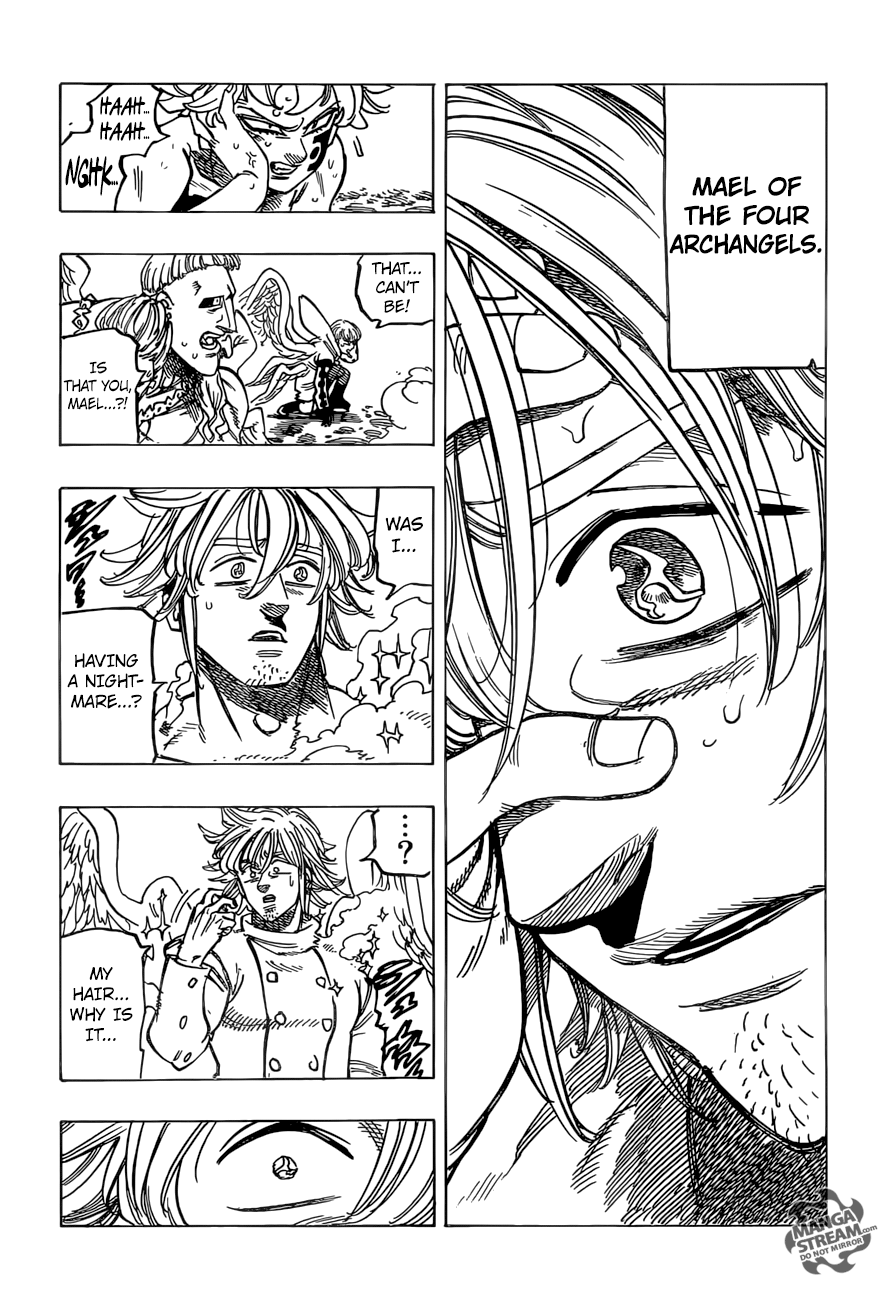 MAEL OF
THE FOUR
ARCHANGELS.
HAAH...
HAAH...
NGHK...
THAT...
CAN'T
BE!
IS
THAT YOU,
MAEL...?!
WAS
I...
HAVING
A NIGHT-
MARE...?
...?
MY
HAIR...
WHY IS
IT...
MANGA
STREAM.com
DO NOT MIRROR